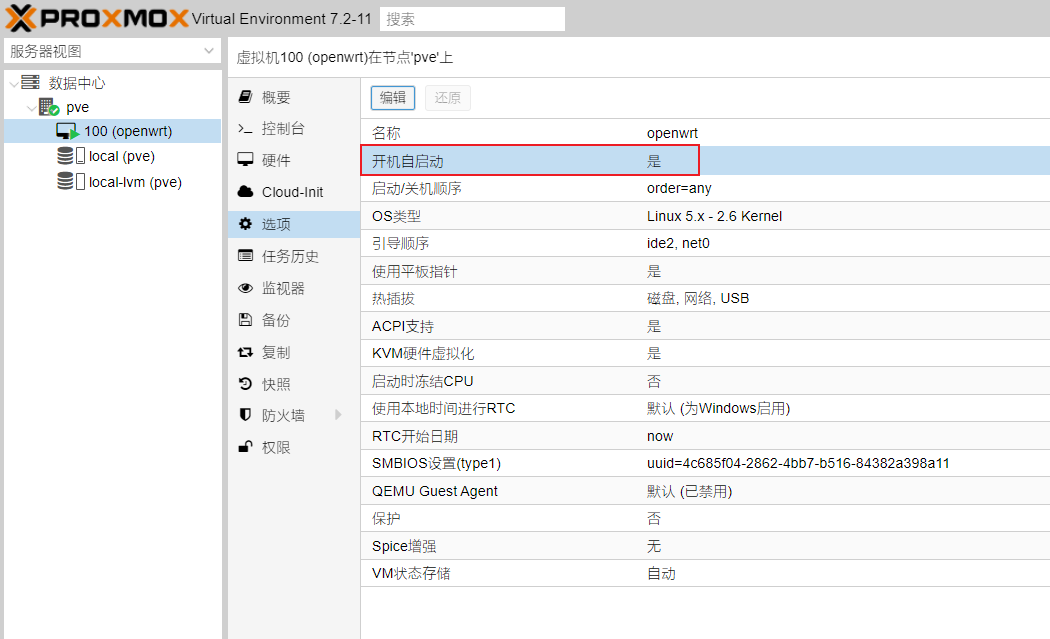 PROXMOX Virtual Environment 7.2-11 搜索
服务器视图
数据中心
pve
100 (openwrt)
local (pve)
local-lvm (pve)
虚拟机100 (openwrt)在节点'pve'上
概要
控制台
硬件
Cloud-Init
选项
任务历史
监视器
备份
复制
快照
防火墙
权限
编辑 还原
名称 openwrt
开机自启动 是
启动/关机顺序 order=any
OS类型 Linux 5.x - 2.6 Kernel
引导顺序 ide2, net0
使用平板指针 是
热插拔 磁盘, 网络, USB
ACPI支持 是
KVM硬件虚拟化 是
启动时冻结CPU 否
使用本地时间进行RTC 默认 (为Windows启用)
RTC开始日期 now
SMBIOS设置(type1) uuid=4c685f04-2862-4bb7-b516-84382a398a11
QEMU Guest Agent 默认 (已禁用)
保护 否
Spice增强 无
VM状态存储 自动